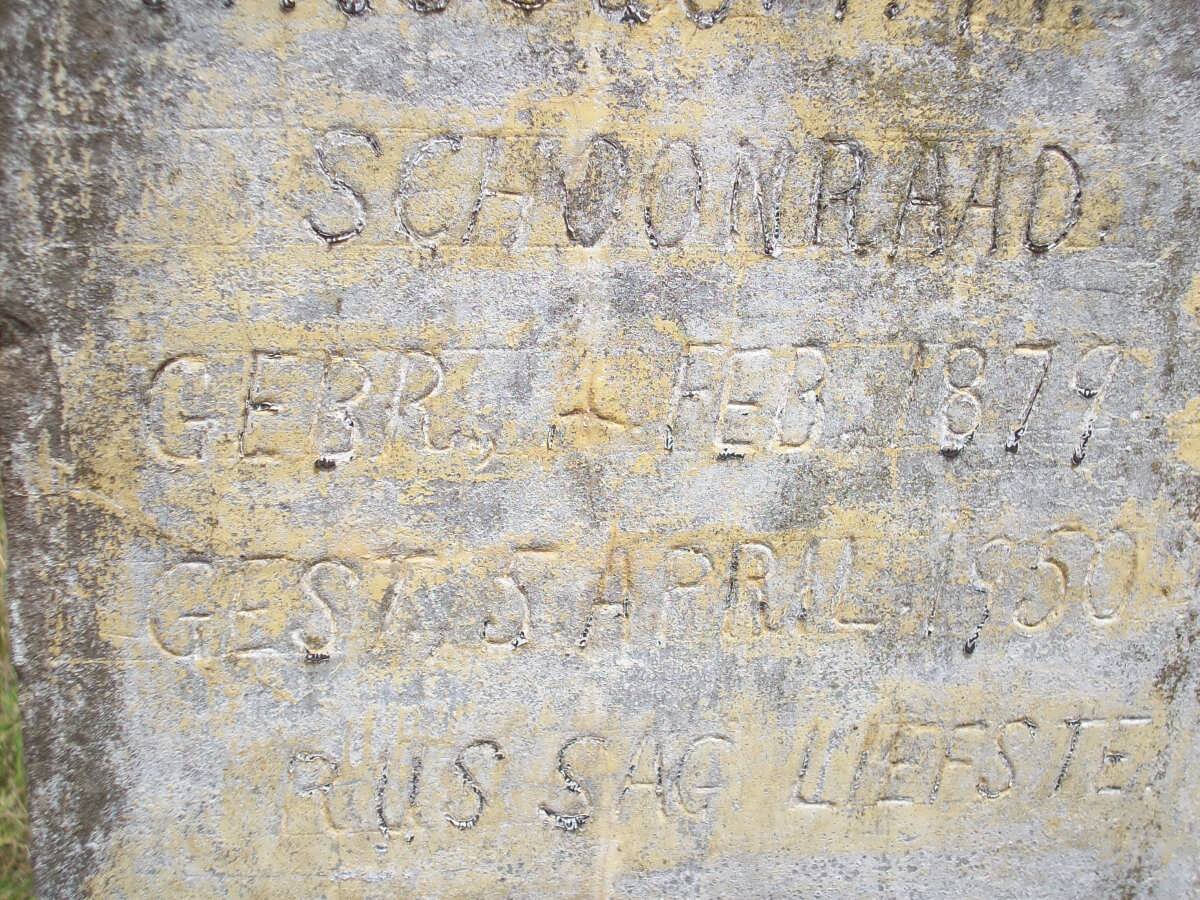 SCHOONRAAD.
GEBR, 4 FEB. 1879
GEST 5 APRIL. 1950
RUS SAG LIEFSTE.